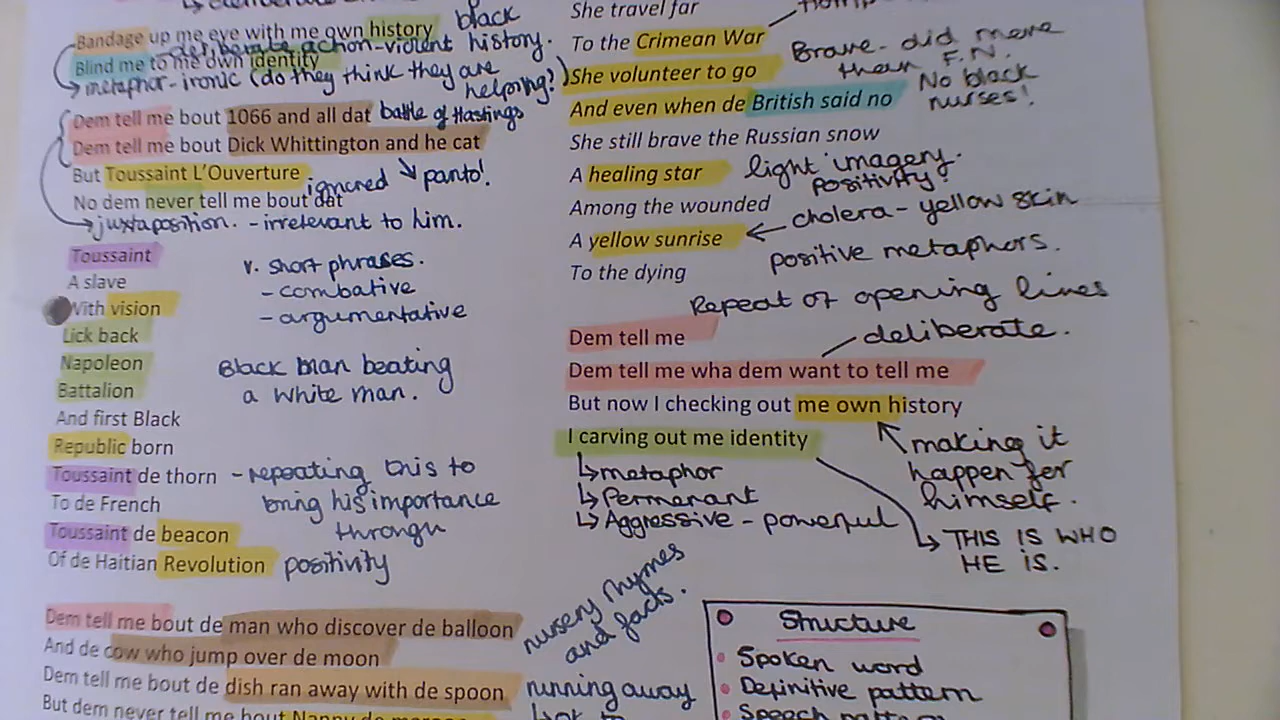 Bandage up me eye with me own history
black
deliberate action-violent history.
Blind me to me own identity
metaphor-ironic (do they think they are
helping?)
Dem tell me bout 1066 and all dat
battle of Hastings
Dem tell me bout Dick Whittington and he cat
panto!
But Toussaint L'Ouverture
ignored
No dem never tell me bout dat
juxtaposition. - irrelevant to him.
Toussaint
A slave
With vision
Lick back
Napoleon
Battalion
And first Black
Republic born
Toussaint de thorn
To de French
Toussaint de beacon
Of de Haitian Revolution
v. short phrases.
- combative
- argumentative
Black man beating
a white man.
- repeating this to
bring his importance
through
positivity
Dem tell me bout de man who discover de balloon
And de cow who jump over de moon
Dem tell me bout de dish ran away with de spoon
But dem never tell me bout Nanny de maroon
nursery rhymes
and facts.
running away
She travel far
To the Crimean War
She volunteer to go
And even when de British said no
She still brave the Russian snow
A healing star
Among the wounded
A yellow sunrise
To the dying
Brave - did more
than F.N.
No black
nurses!
light imagery.
positivity?
cholera - yellow skin
positive metaphors.
Repeat of opening lines
deliberate.
Dem tell me
Dem tell me wha dem want to tell me
But now I checking out me own history
I carving out me identity
metaphor
Permenant
Aggressive - powerful
making it
happen for
himself.
THIS IS WHO
HE IS.
Structure
Spoken word
Definitive pattern